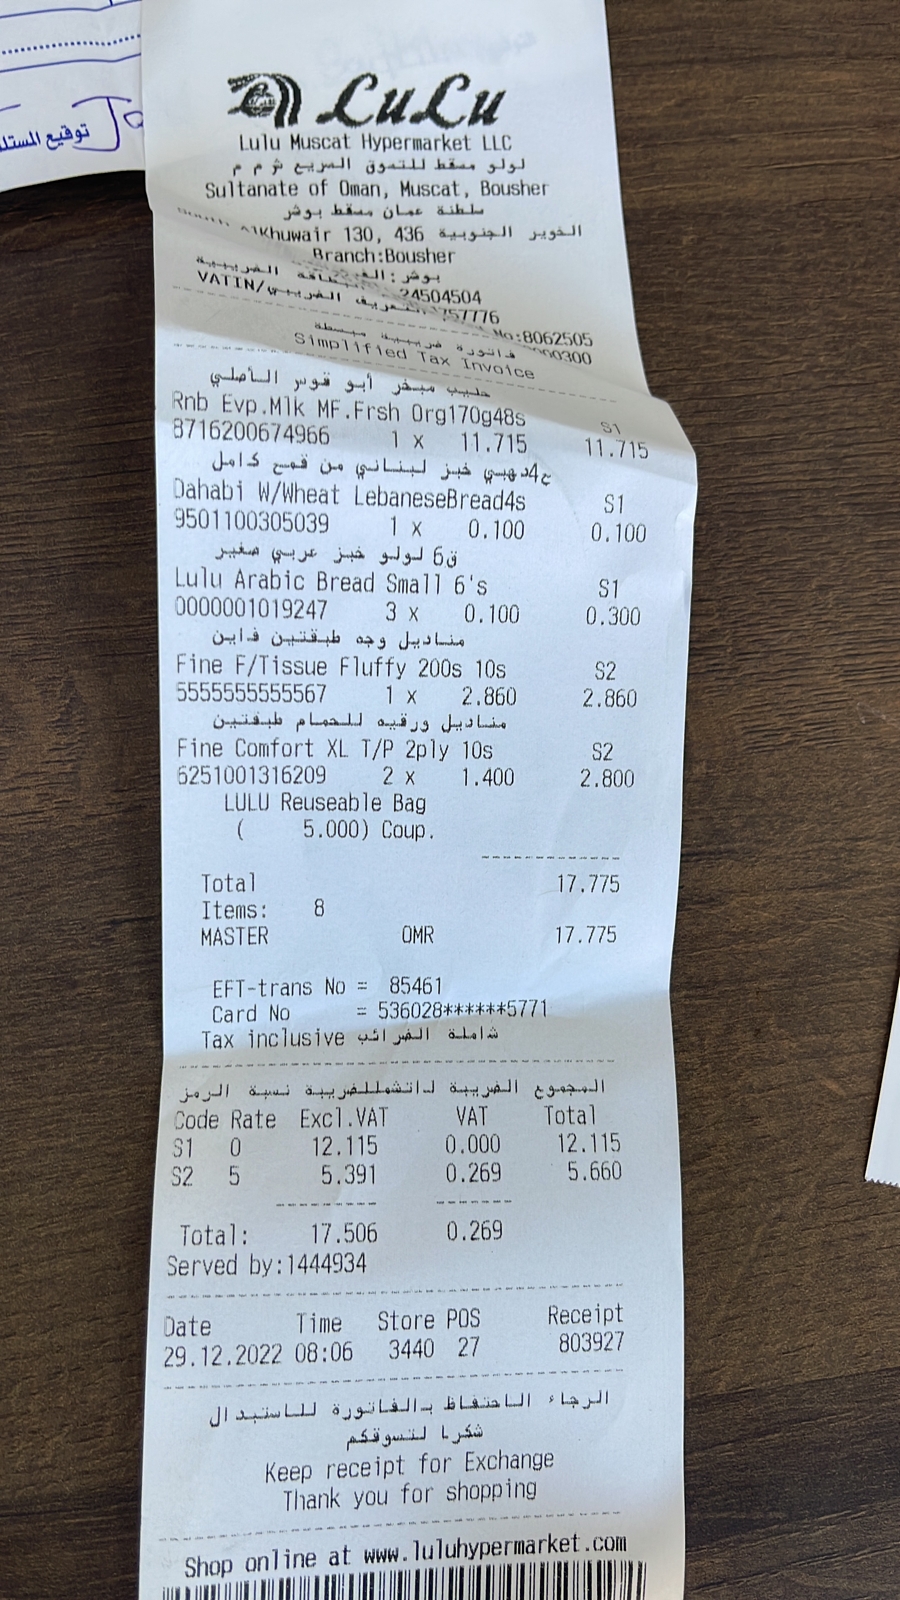 توقيع المستلم
LuLu
Lulu Muscat Hypermarket LLC
لولو مسقط للتسوق السريع ش م م
Sultanate of Oman, Muscat, Bousher
سلطنة عمان مسقط بوشر
AlKhuwair 130, 436 الخوير الجنوبية
Branch:Bousher
بوشر:
24504504
VATIN/
No:8062505
فاتورة ضريبية مبسطة
Simplified Tax Invoice
حليب مبخر أبو قوس الأصلي
Rnb Evp.Mlk MF.Frsh Org170g48s S1
8716200674966 1 x 11.715 11.715
دهبي خبز لبناني من قمح كامل 4ح
Dahabi W/Wheat LebaneseBread4s S1
9501100305039 1 x 0.100 0.100
لولو خبز عربي صغير 6ق
Lulu Arabic Bread Small 6's S1
0000001019247 3 x 0.100 0.300
مناديل وجه طبقتين فاين
Fine F/Tissue Fluffy 200s 10s S2
5555555555567 1 x 2.860 2.860
مناديل ورقيه للحمام طبقتين
Fine Comfort XL T/P 2ply 10s S2
6251001316209 2 x 1.400 2.800
LULU Reuseable Bag
( 5.000) Coup.
Total 17.775
Items: 8
MASTER OMR 17.775
EFT-trans No = 85461
Card No = 536028******5771
Tax inclusive شاملة الضرائب
المجموع الضريبة نسبة الرمز
Code Rate Excl.VAT VAT Total
S1 0 12.115 0.000 12.115
S2 5 5.391 0.269 5.660
Total: 17.506 0.269
Served by:1444934
Date Time Store POS Receipt
29.12.2022 08:06 3440 27 803927
الرجاء الاحتفاظ بالفاتورة للاستبدال
شكرا لتسوقكم
Keep receipt for Exchange
Thank you for shopping
Shop online at www.luluhypermarket.com